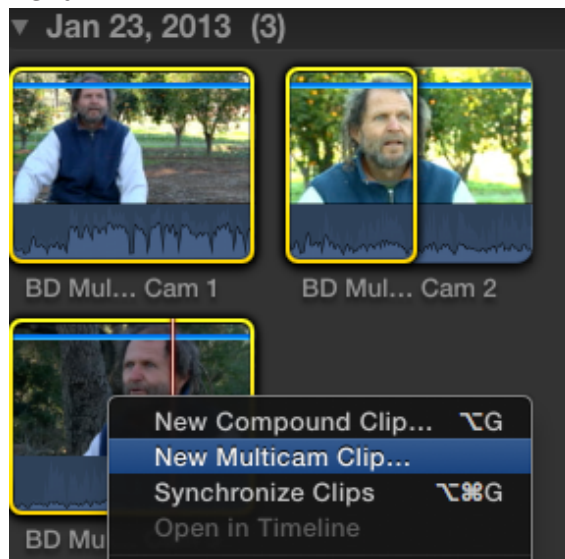 ▼ Jan 23, 2013 (3)
BD Mul... Cam 1
BD Mul... Cam 2
New Compound Clip... ⌥G
New Multicam Clip...
Synchronize Clips ⌥⌘G
Open in Timeline
BD Mu